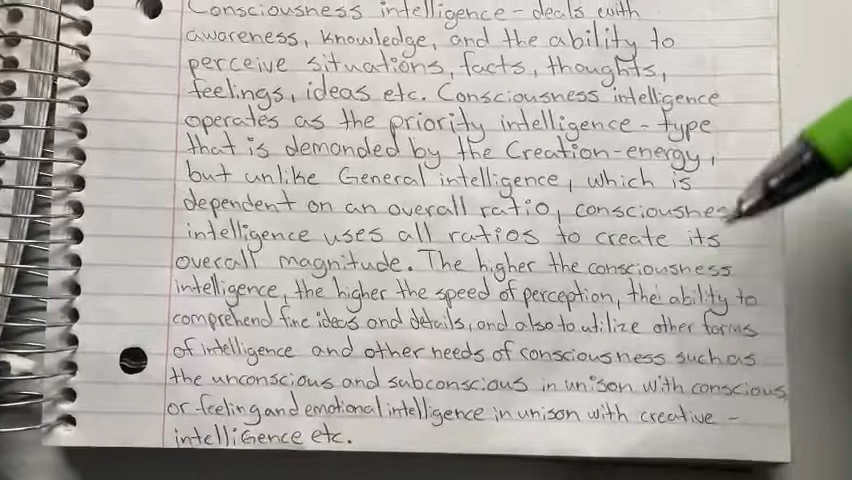 Consciousness intelligence - deals with
awareness, knowledge, and the ability to
perceive situations, facts, thoughts,
feelings, ideas etc. Consciousness intelligence
operates as the priority intelligence - type
that is demanded by the Creation-energy,
but unlike General intelligence, which is
dependent on an overall ratio, consciousness
intelligence uses all ratios to create its
overall magnitude. The higher the consciousness
intelligence, the higher the speed of perception, the ability to
comprehend fine ideas and details, and also to utilize other forms
of intelligence and other needs of consciousness such as
the unconscious and subconscious in unison with conscious,
or feeling and emotional intelligence in unison with creative -
intelliGence etc.